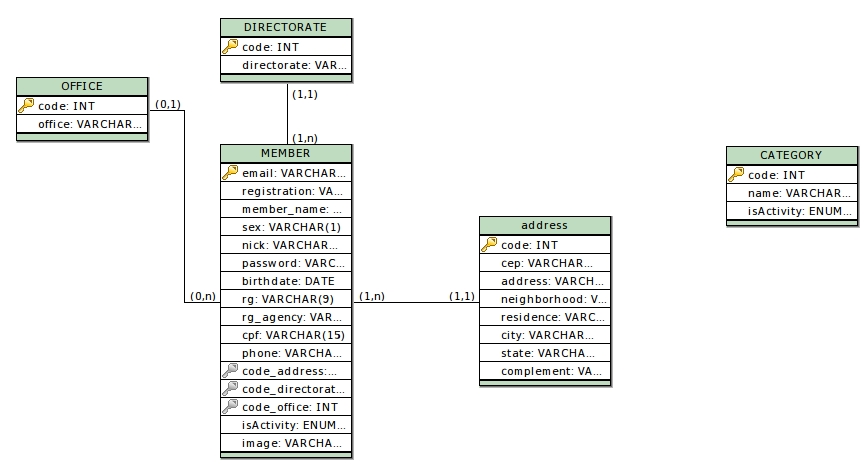 DIRECTORATE
code: INT
directorate: VAR...
(1,1)
(1,n)
OFFICE
code: INT
office: VARCHAR...
(0,1)
(0,n)
MEMBER
email: VARCHAR...
registration: VA...
member_name: ...
sex: VARCHAR(1)
nick: VARCHAR...
password: VARC...
birthdate: DATE
rg: VARCHAR(9)
rg_agency: VAR...
cpf: VARCHAR(15)
phone: VARCHA...
code_address:...
code_directorat...
code_office: INT
isActivity: ENUM...
image: VARCHA...
(1,n)
(1,1)
address
code: INT
cep: VARCHAR...
address: VARCH...
neighborhood: V...
residence: VARC...
city: VARCHAR...
state: VARCHA...
complement: VA...
CATEGORY
code: INT
name: VARCHAR...
isActivity: ENUM...